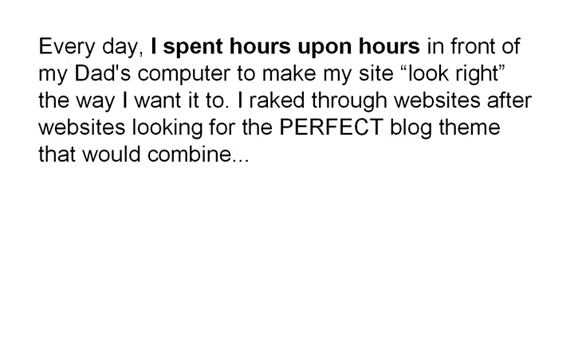 Every day, I spent hours upon hours in front of
my Dad's computer to make my site “look right”
the way I want it to. I raked through websites after
websites looking for the PERFECT blog theme
that would combine...